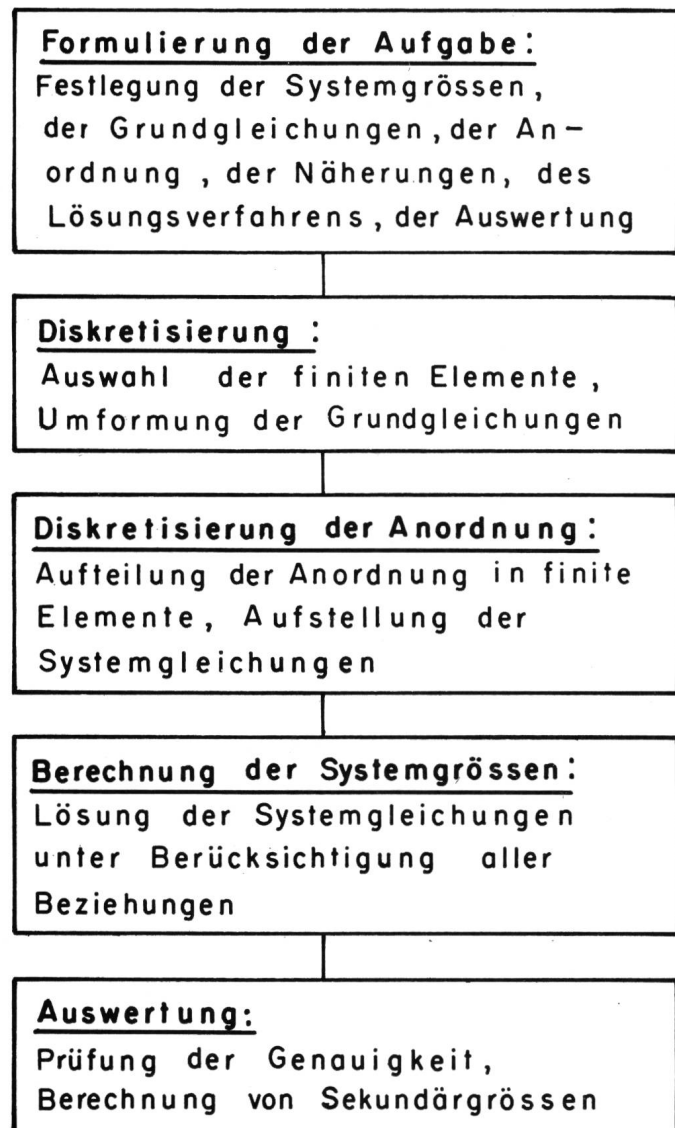 Formulierung der Aufgabe:
Festlegung der Systemgrössen,
der Grundgleichungen, der An-
ordnung, der Näherungen, des
Lösungsverfahrens, der Auswertung
Diskretisierung:
Auswahl der finiten Elemente,
Umformung der Grundgleichungen
Diskretisierung der Anordnung:
Aufteilung der Anordnung in finite
Elemente, Aufstellung der
Systemgleichungen
Berechnung der Systemgrössen:
Lösung der Systemgleichungen
unter Berücksichtigung aller
Beziehungen
Auswertung:
Prüfung der Genauigkeit,
Berechnung von Sekundärgrössen